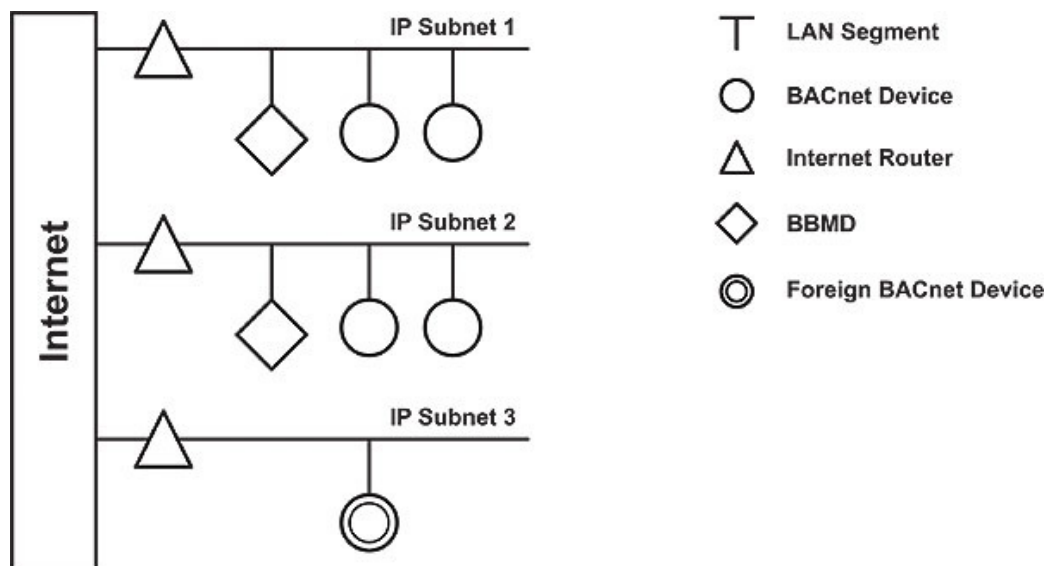 Internet
IP Subnet 1
IP Subnet 2
IP Subnet 3
LAN Segment
BACnet Device
Internet Router
BBMD
Foreign BACnet Device